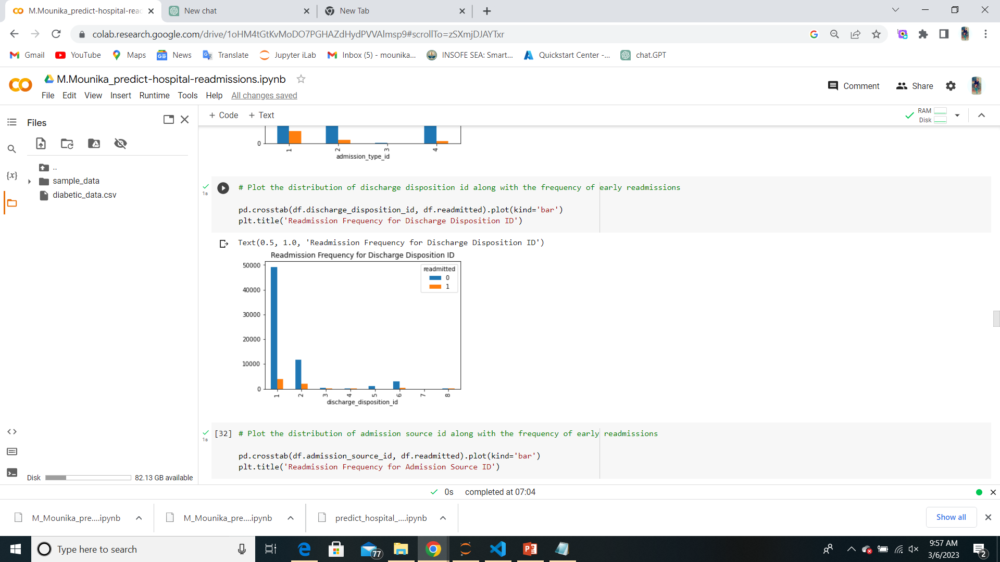 M.Mounika_predict-hospital-read
New chat
New Tab
colab.research.google.com/drive/1oHM4tGtKvMoDO7PGHAZdHydPVVAlmsp9#scrollTo=zSXmjDJAYTxr
Gmail YouTube Maps News Translate Jupyter iLab Inbox (5) - mounika... INSOFE SEA: Smart... Quickstart Center -... chat.GPT
M.Mounika_predict-hospital-readmissions.ipynb
Comment Share
File Edit View Insert Runtime Tools Help All changes saved
Files
+ Code + Text
RAM
Disk
..
sample_data
diabetic_data.csv
{x}
0
1 2 3 4
admission_type_id
1s
# Plot the distribution of discharge disposition id along with the frequency of early readmissions
pd.crosstab(df.discharge_disposition_id, df.readmitted).plot(kind='bar')
plt.title('Readmission Frequency for Discharge Disposition ID')
Text(0.5, 1.0, 'Readmission Frequency for Discharge Disposition ID')
Readmission Frequency for Discharge Disposition ID
readmitted
0
1
50000
40000
30000
20000
10000
0
1 2 3 4 5 6 7 8
discharge_disposition_id
1s
[32] # Plot the distribution of admission source id along with the frequency of early readmissions
pd.crosstab(df.admission_source_id, df.readmitted).plot(kind='bar')
plt.title('Readmission Frequency for Admission Source ID')
Disk 82.13 GB available
0s completed at 07:04
M_Mounika_pre....ipynb M_Mounika_pre....ipynb predict_hospital_....ipynb Show all
Type here to search
77
9:57 AM
3/6/2023
2